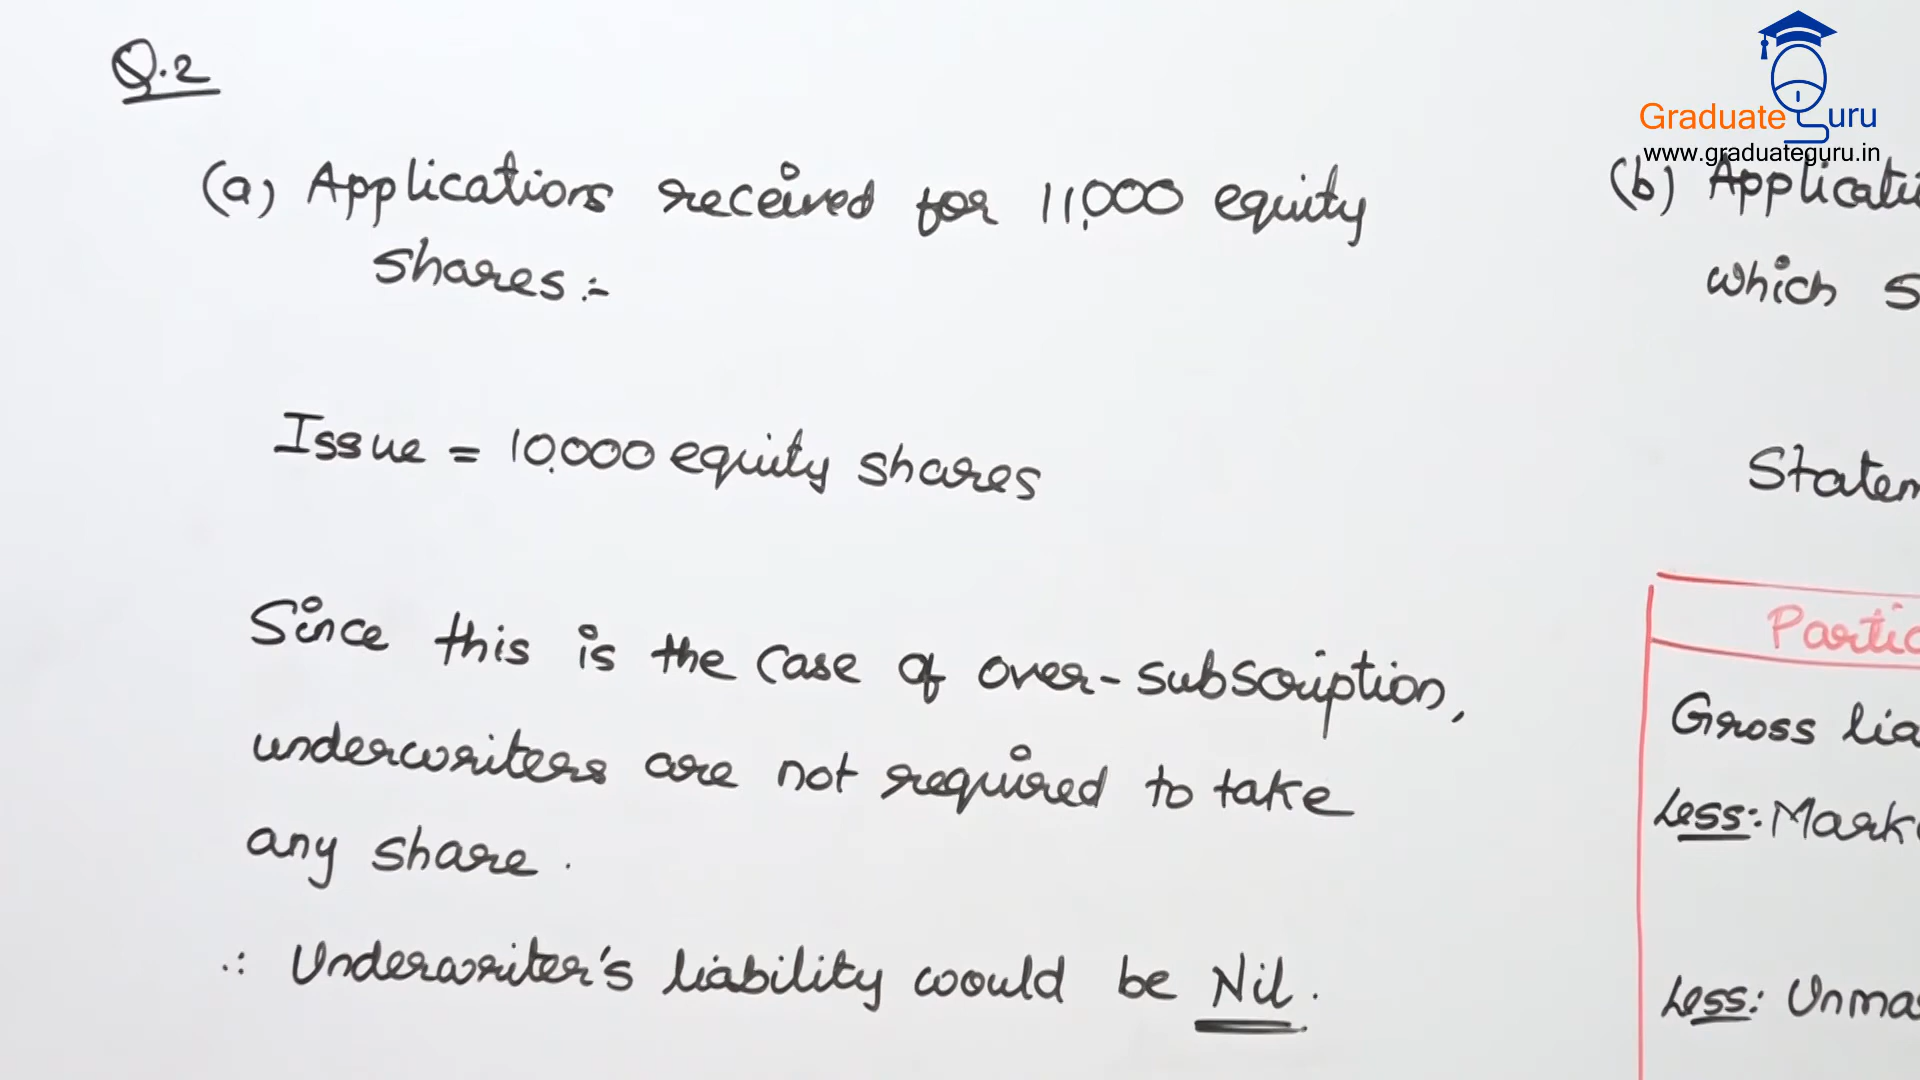 Q.2
Graduate Guru
www.graduateguru.in
(a) Applications received for 11,000 equity
shares :-
Issue = 10,000 equity shares
Since this is the case of over-subscription,
underwriters are not required to take
any share.
∴ Underwriter's liability would be Nil.
(b) Applicati
which s
Statem
Partic
Gross lia
Less: Mark
Less: Unma